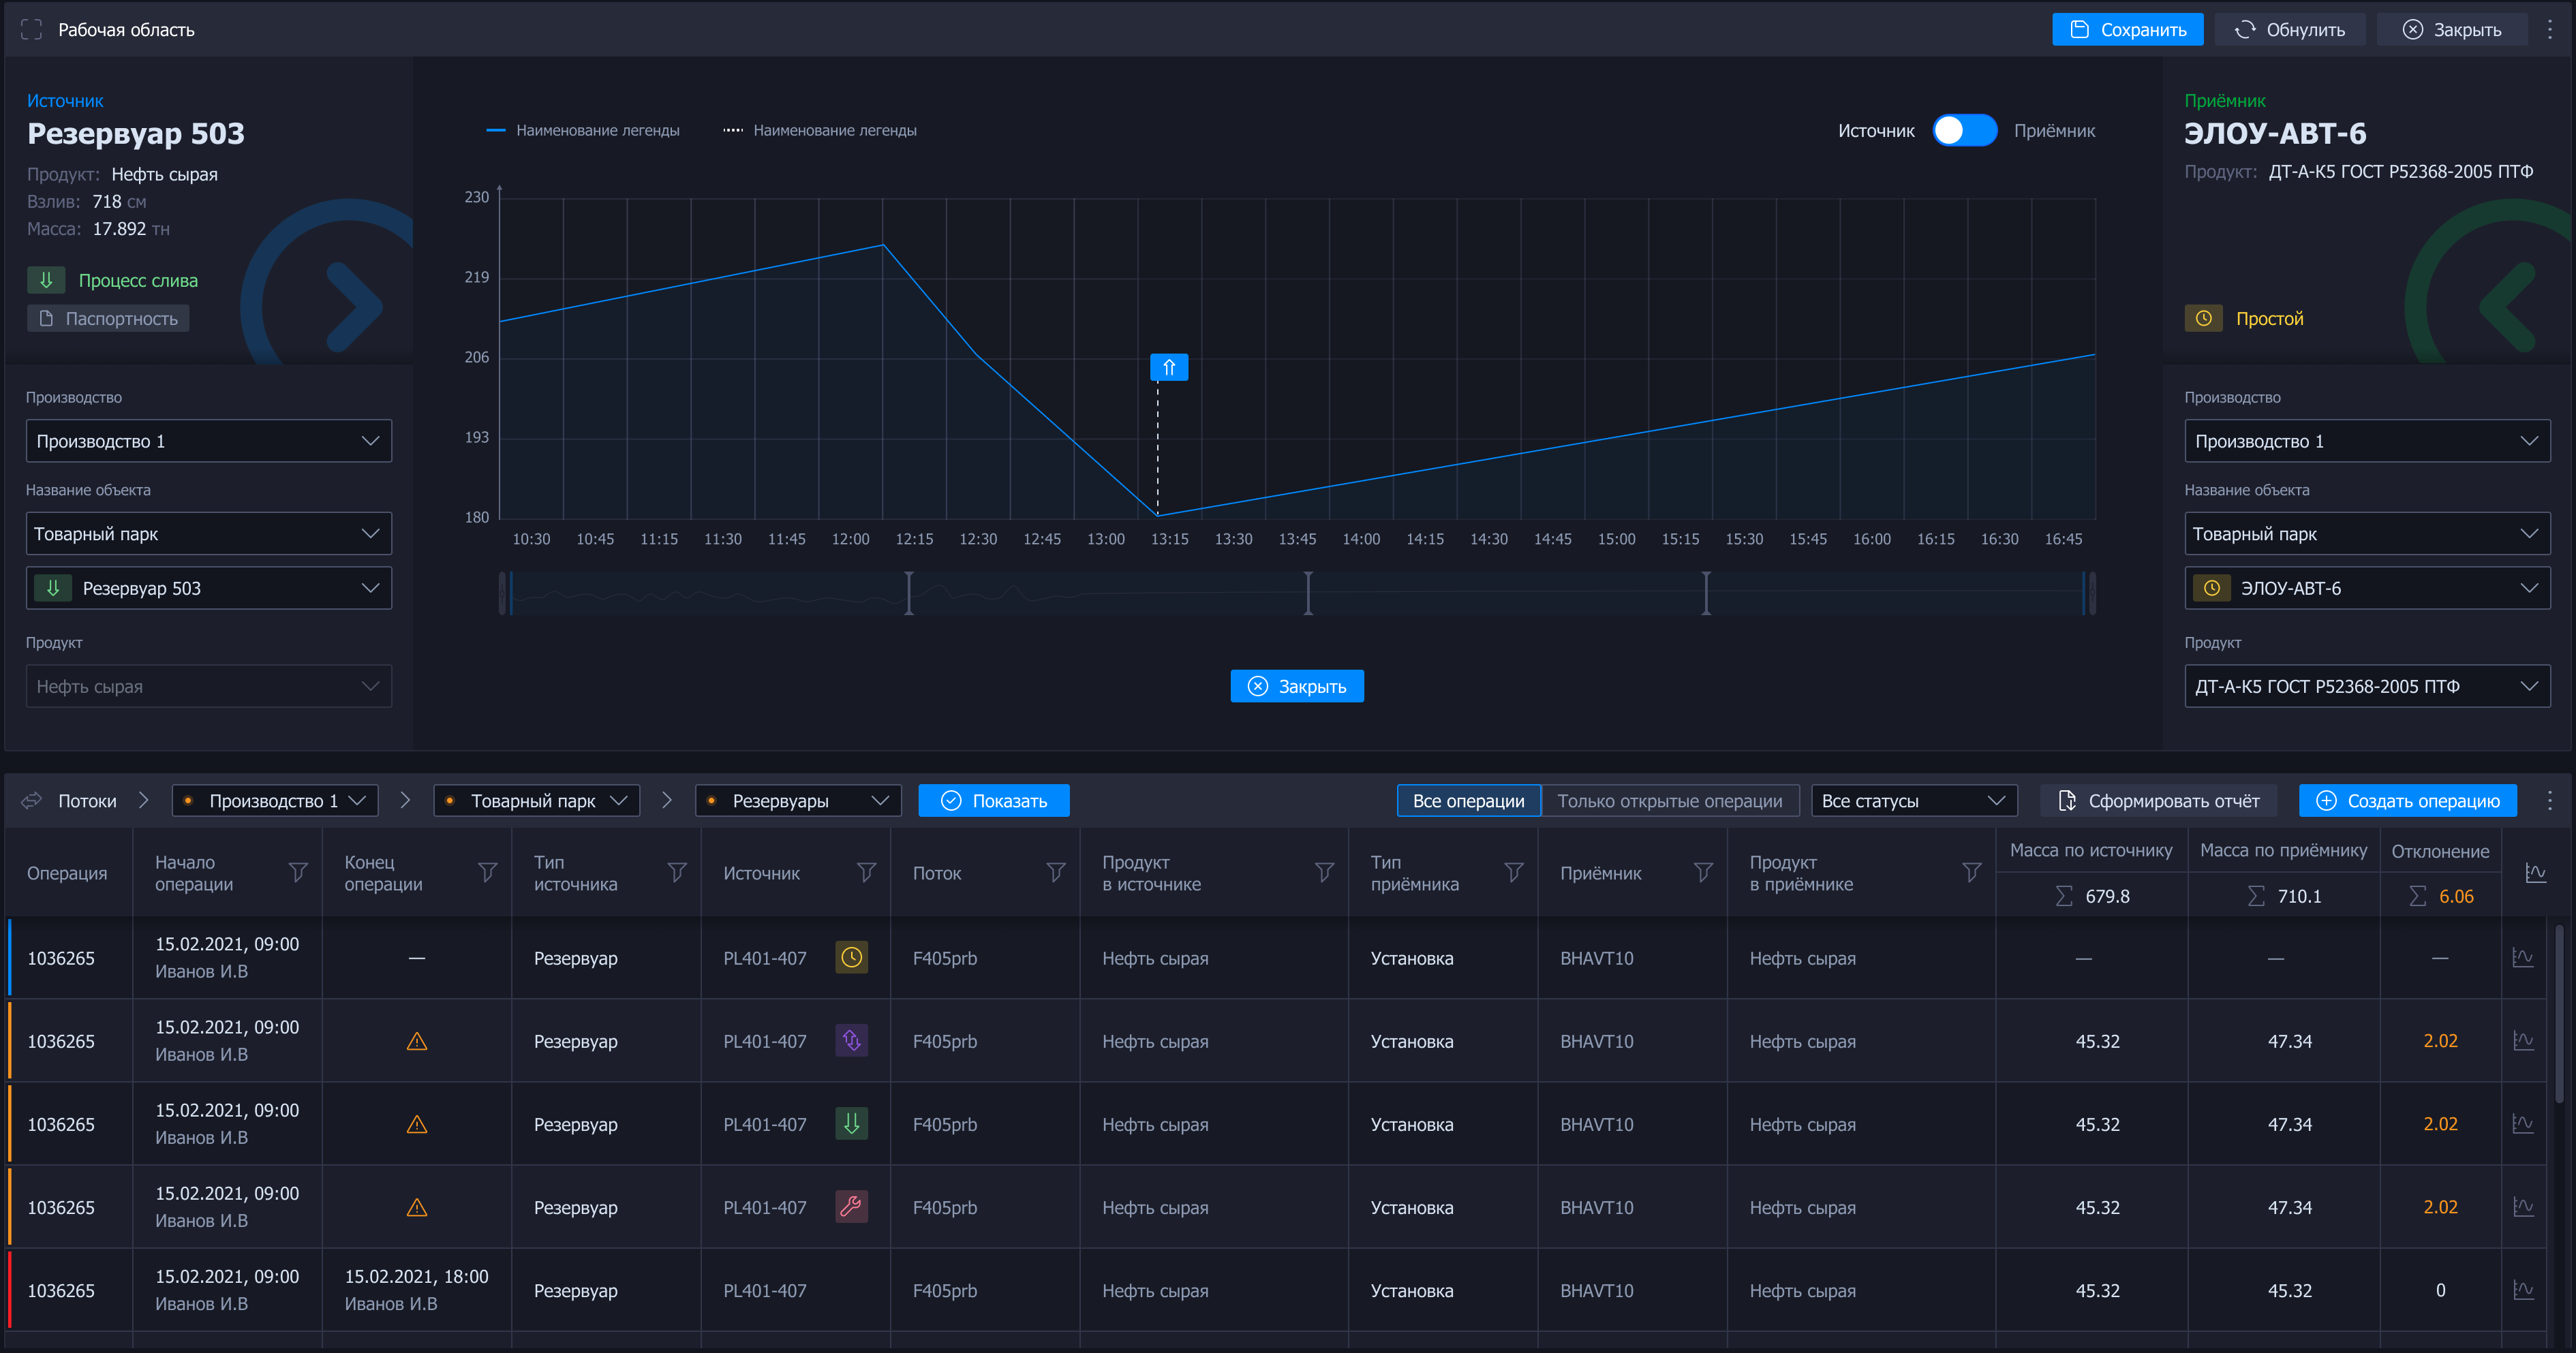 Рабочая область
Сохранить
Обнулить
Закрыть
Источник
Резервуар 503
Продукт: Нефть сырая
Взлив: 718 см
Масса: 17.892 тн
Процесс слива
Паспортность
Производство
Производство 1
Название объекта
Товарный парк
Резервуар 503
Продукт
Нефть сырая
Наименование легенды
Наименование легенды
Источник
Приёмник
230
219
206
193
180
10:30 10:45 11:15 11:30 11:45 12:00 12:15 12:30 12:45 13:00 13:15 13:30 13:45 14:00 14:15 14:30 14:45 15:00 15:15 15:30 15:45 16:00 16:15 16:30 16:45
Закрыть
Приёмник
ЭЛОУ-АВТ-6
Продукт: ДТ-А-К5 ГОСТ Р52368-2005 ПТФ
Простой
Производство
Производство 1
Название объекта
Товарный парк
ЭЛОУ-АВТ-6
Продукт
ДТ-А-К5 ГОСТ Р52368-2005 ПТФ
Потоки
Производство 1
Товарный парк
Резервуары
Показать
Все операции
Только открытые операции
Все статусы
Сформировать отчёт
Создать операцию
Операция
Начало
операции
Конец
операции
Тип
источника
Источник
Поток
Продукт
в источнике
Тип
приёмника
Приёмник
Продукт
в приёмнике
Масса по источнику
Σ 679.8
Масса по приёмнику
Σ 710.1
Отклонение
Σ 6.06
1036265
15.02.2021, 09:00
Иванов И.В
—
Резервуар
PL401-407
F405prb
Нефть сырая
Установка
BHAVT10
Нефть сырая
—
—
—
1036265
15.02.2021, 09:00
Иванов И.В
Резервуар
PL401-407
F405prb
Нефть сырая
Установка
BHAVT10
Нефть сырая
45.32
47.34
2.02
1036265
15.02.2021, 09:00
Иванов И.В
Резервуар
PL401-407
F405prb
Нефть сырая
Установка
BHAVT10
Нефть сырая
45.32
47.34
2.02
1036265
15.02.2021, 09:00
Иванов И.В
Резервуар
PL401-407
F405prb
Нефть сырая
Установка
BHAVT10
Нефть сырая
45.32
47.34
2.02
1036265
15.02.2021, 09:00
Иванов И.В
15.02.2021, 18:00
Иванов И.В
Резервуар
PL401-407
F405prb
Нефть сырая
Установка
BHAVT10
Нефть сырая
45.32
45.32
0